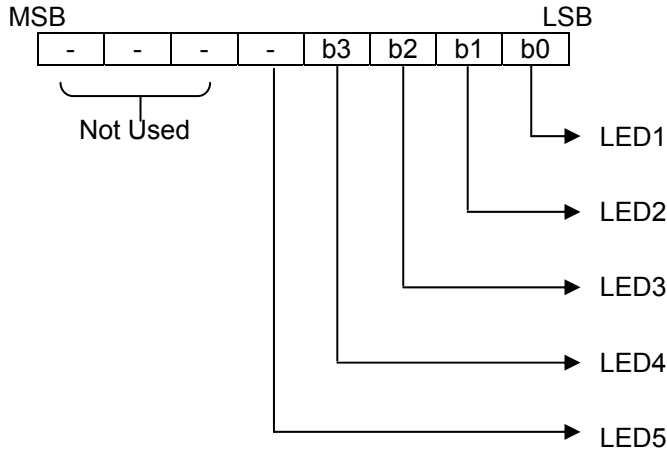 MSB LSB
- - - - b3 b2 b1 b0
Not Used
LED1
LED2
LED3
LED4
LED5